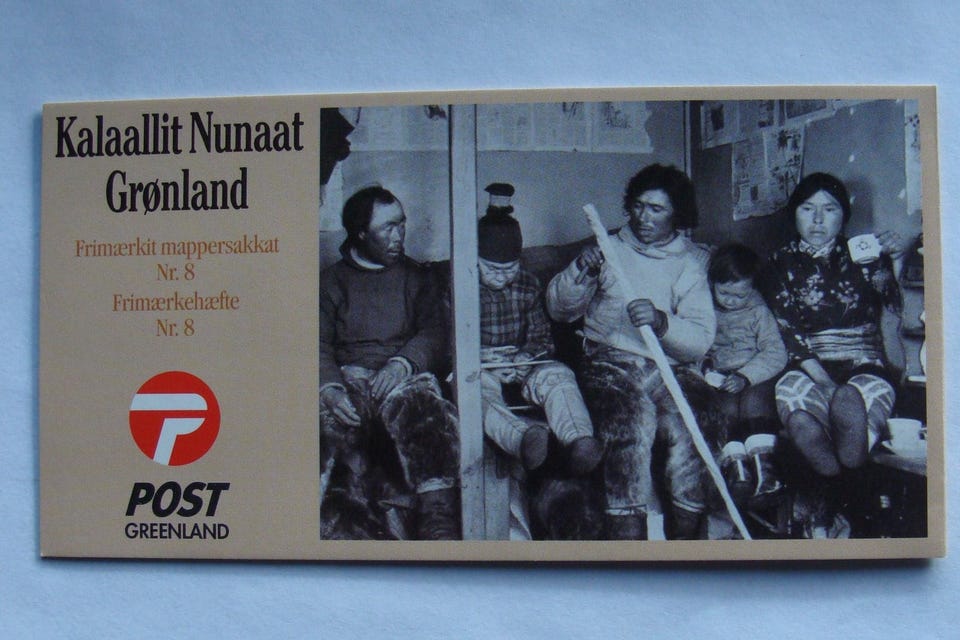 Kalaallit Nunaat
Grønland
Frimærkit mappersakkat
Nr. 8
Frimærkehæfte
Nr. 8
POST
GREENLAND